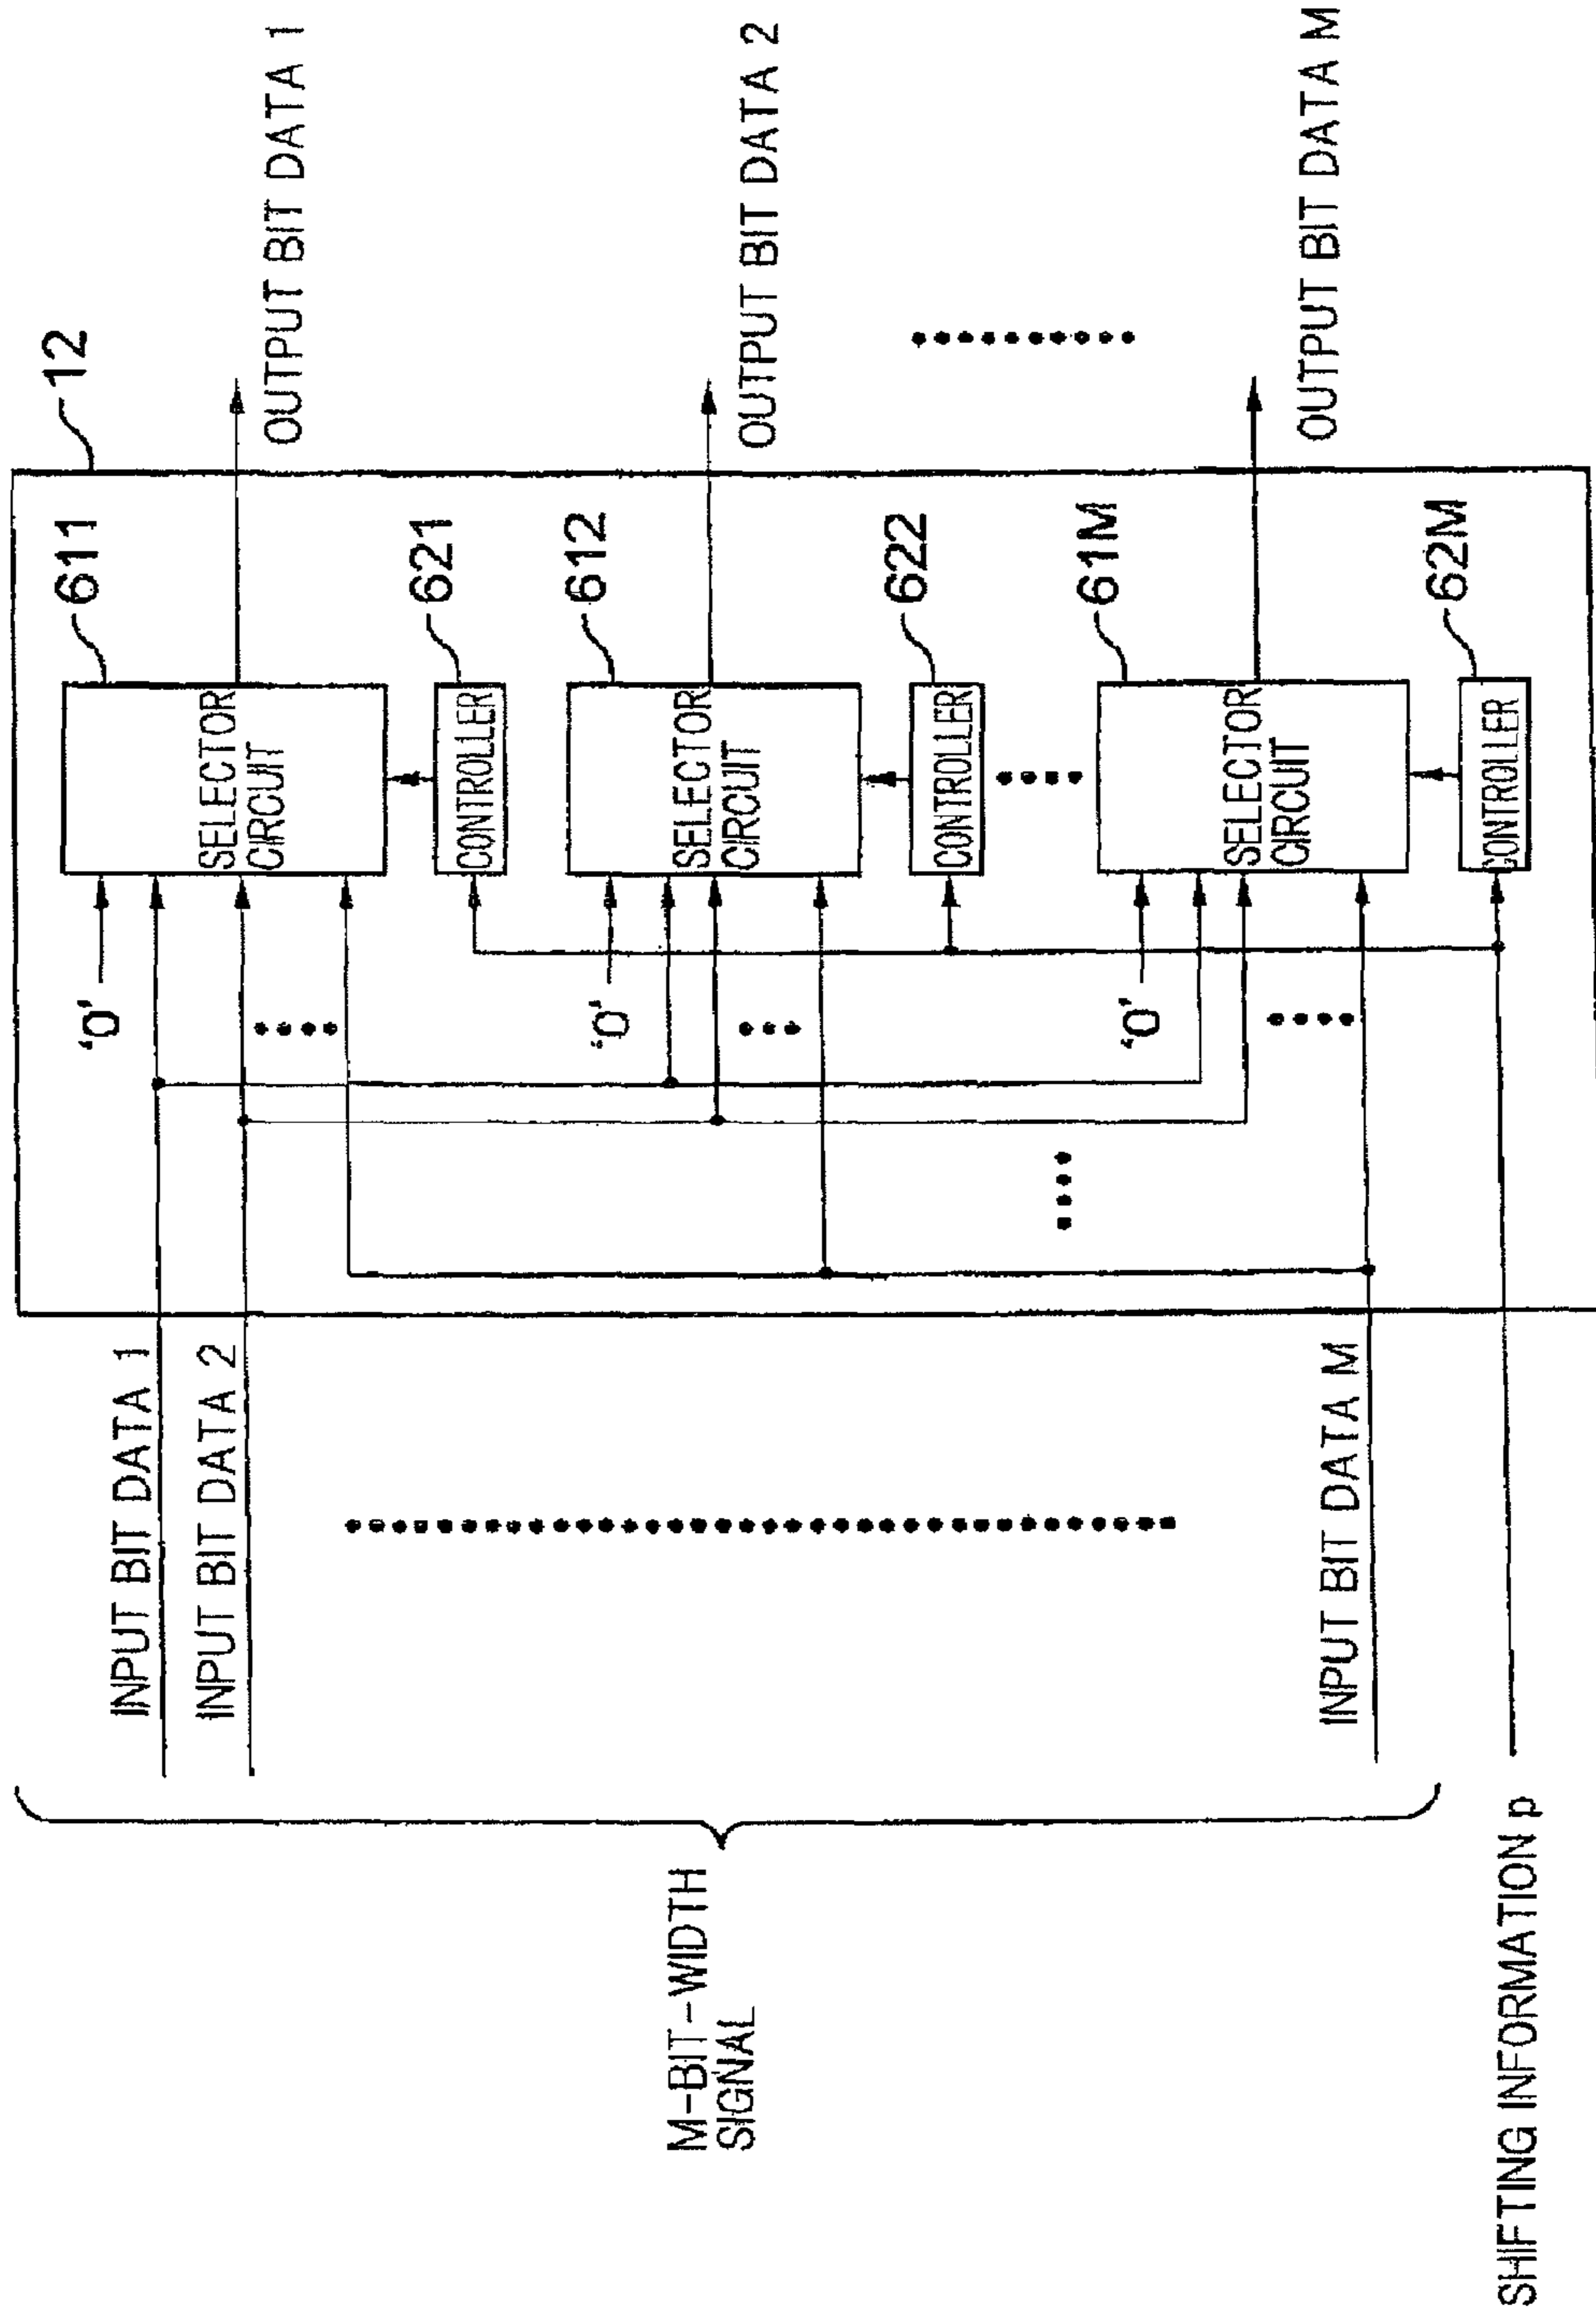 M-BIT-WIDTH
SIGNAL
SHIFTING INFORMATION p
INPUT BIT DATA 1
INPUT BIT DATA 2
INPUT BIT DATA M
12
'0'
SELECTOR
CIRCUIT
611
CONTROLLER
621
'0'
SELECTOR
CIRCUIT
612
CONTROLLER
622
'0'
SELECTOR
CIRCUIT
61M
CONTROLLER
62M
OUTPUT BIT DATA 1
OUTPUT BIT DATA 2
OUTPUT BIT DATA M